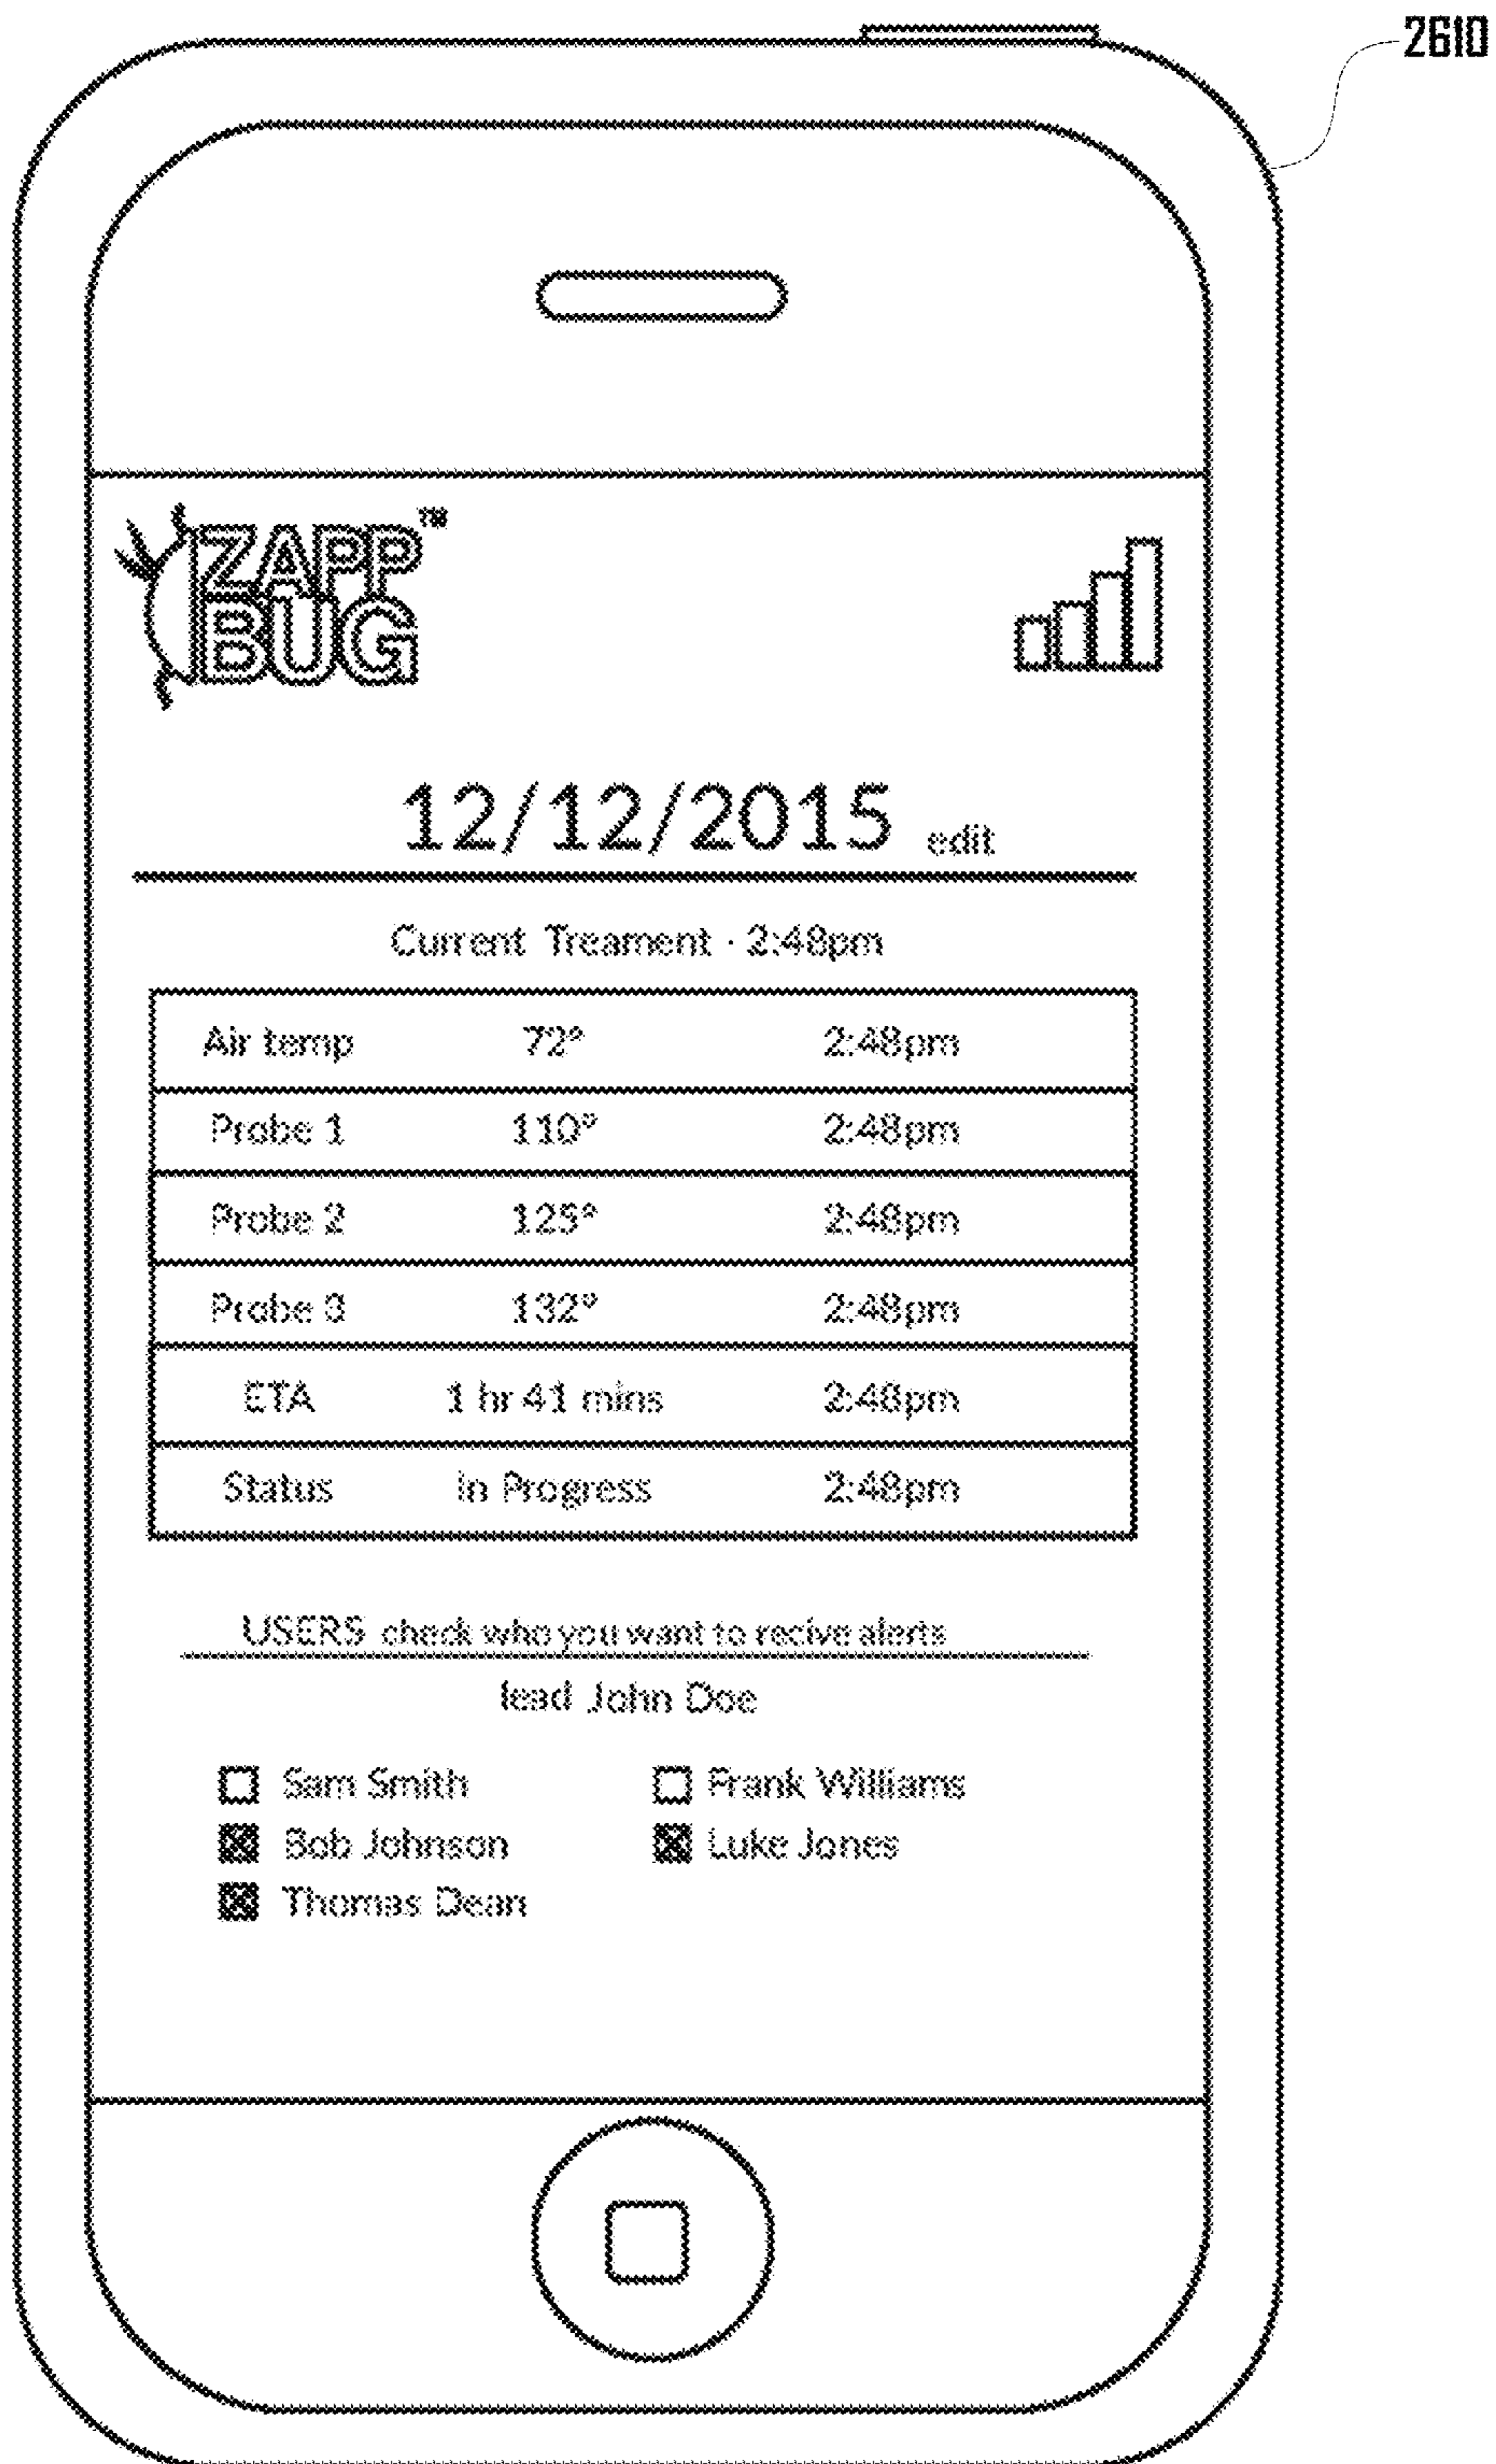 2610
ZAPP™
BUG
12/12/2015 edit
Current Treament · 2:48pm
Air temp 72° 2:48pm
Probe 1 110° 2:48pm
Probe 2 125° 2:48pm
Probe 3 132° 2:48pm
ETA 1 hr 41 mins 2:48pm
Status in Progress 2:48pm
USERS check who you want to recive alerts
lead John Doe
Sam Smith Frank Williams
Bob Johnson Luke Jones
Thomas Dean